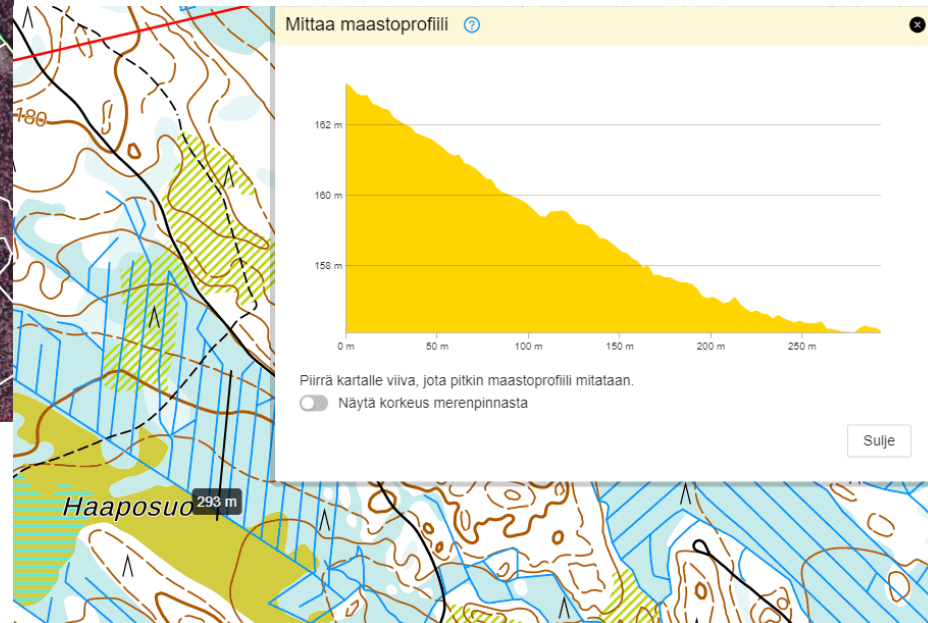 Mittaa maastoprofiili ?
180
162 m
160 m
158 m
0 m 50 m 100 m 150 m 200 m 250 m
Piirrä kartalle viiva, jota pitkin maastoprofiili mitataan.
Näytä korkeus merenpinnasta
Sulje
Haaposuo
293 m